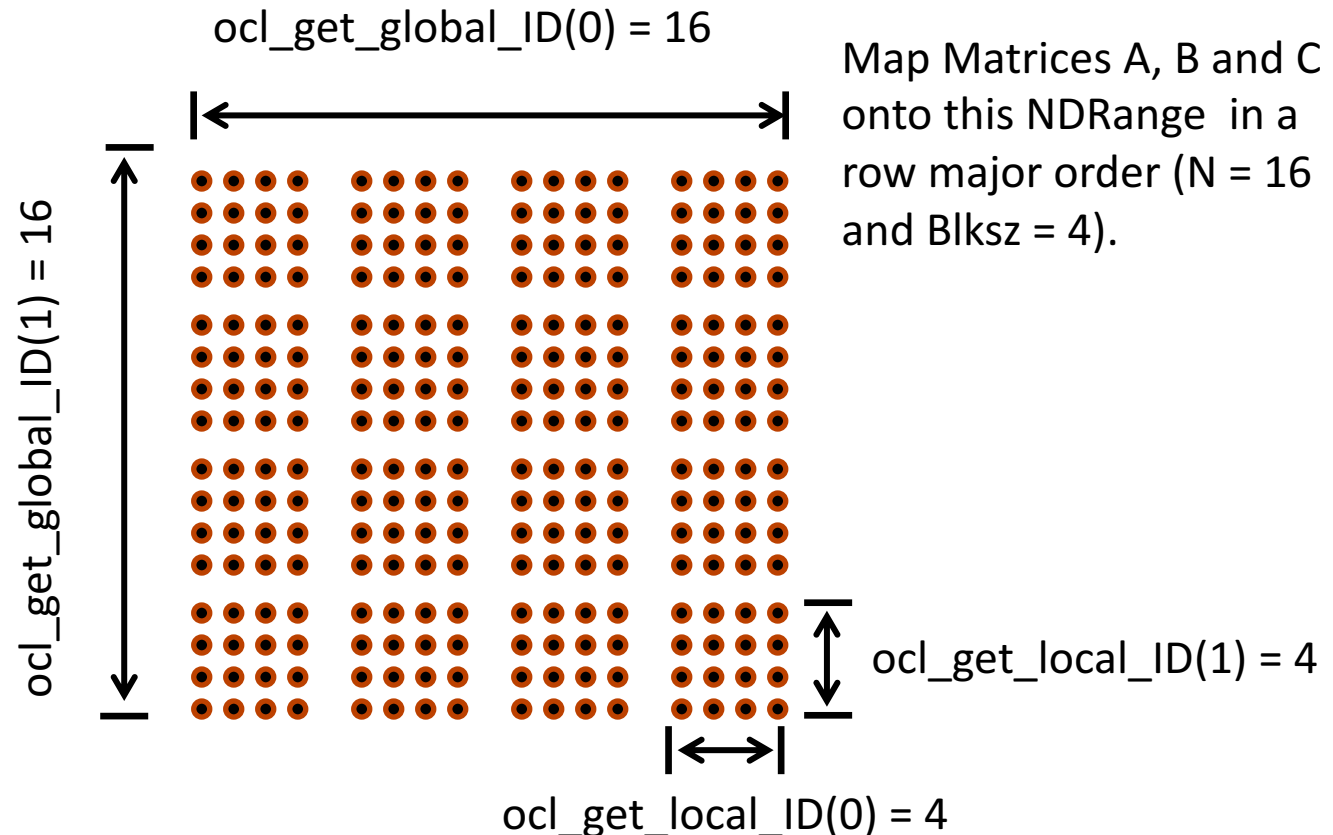 ocl_get_global_ID(0) = 16
Map Matrices A, B and C
onto this NDRange in a
row major order (N = 16
and Blksz = 4).
ocl_get_global_ID(1) = 16
ocl_get_local_ID(1) = 4
ocl_get_local_ID(0) = 4